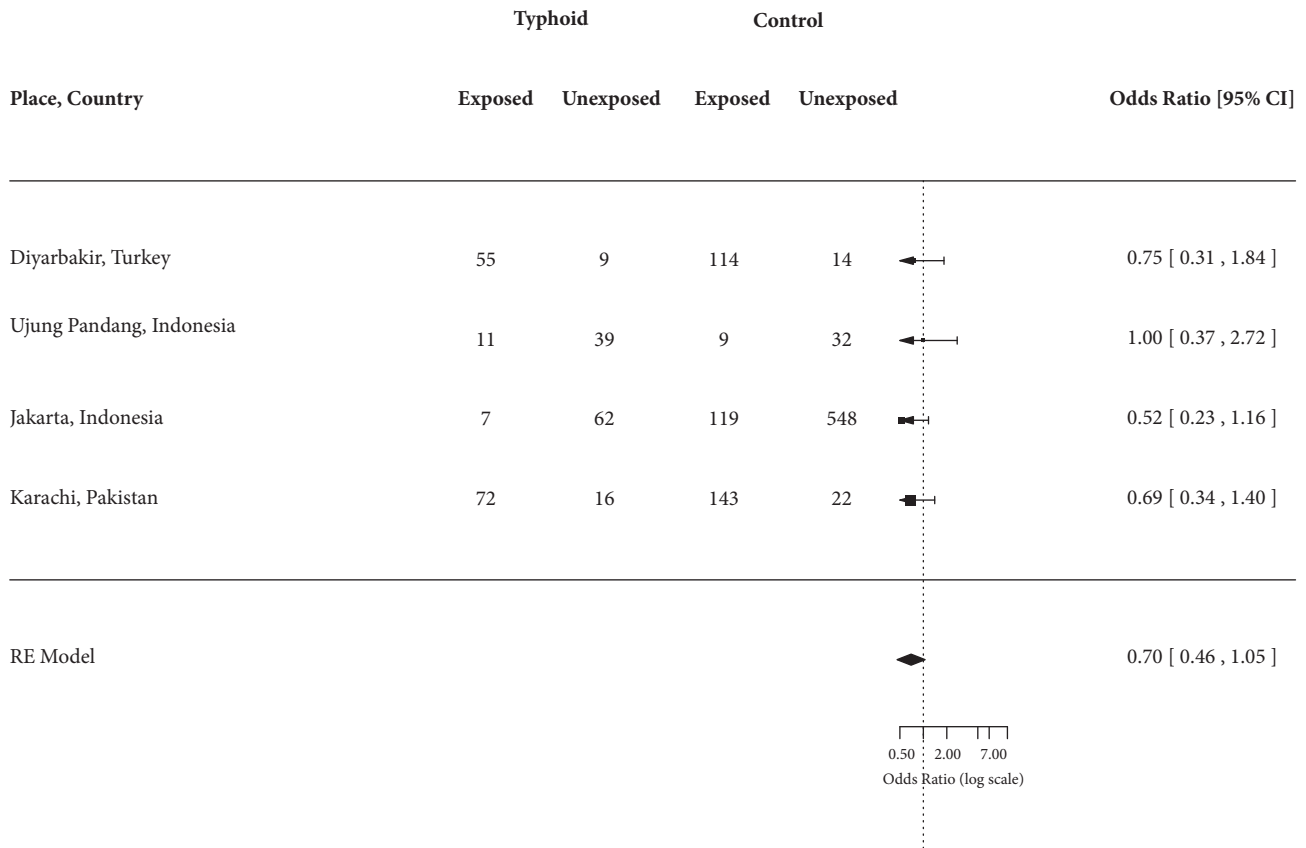 Typhoid Control
Place, Country Exposed Unexposed Exposed Unexposed Odds Ratio [95% CI]
Diyarbakir, Turkey 55 9 114 14 0.75 [ 0.31 , 1.84 ]
Ujung Pandang, Indonesia 11 39 9 32 1.00 [ 0.37 , 2.72 ]
Jakarta, Indonesia 7 62 119 548 0.52 [ 0.23 , 1.16 ]
Karachi, Pakistan 72 16 143 22 0.69 [ 0.34 , 1.40 ]
RE Model 0.70 [ 0.46 , 1.05 ]
0.50 2.00 7.00
Odds Ratio (log scale)